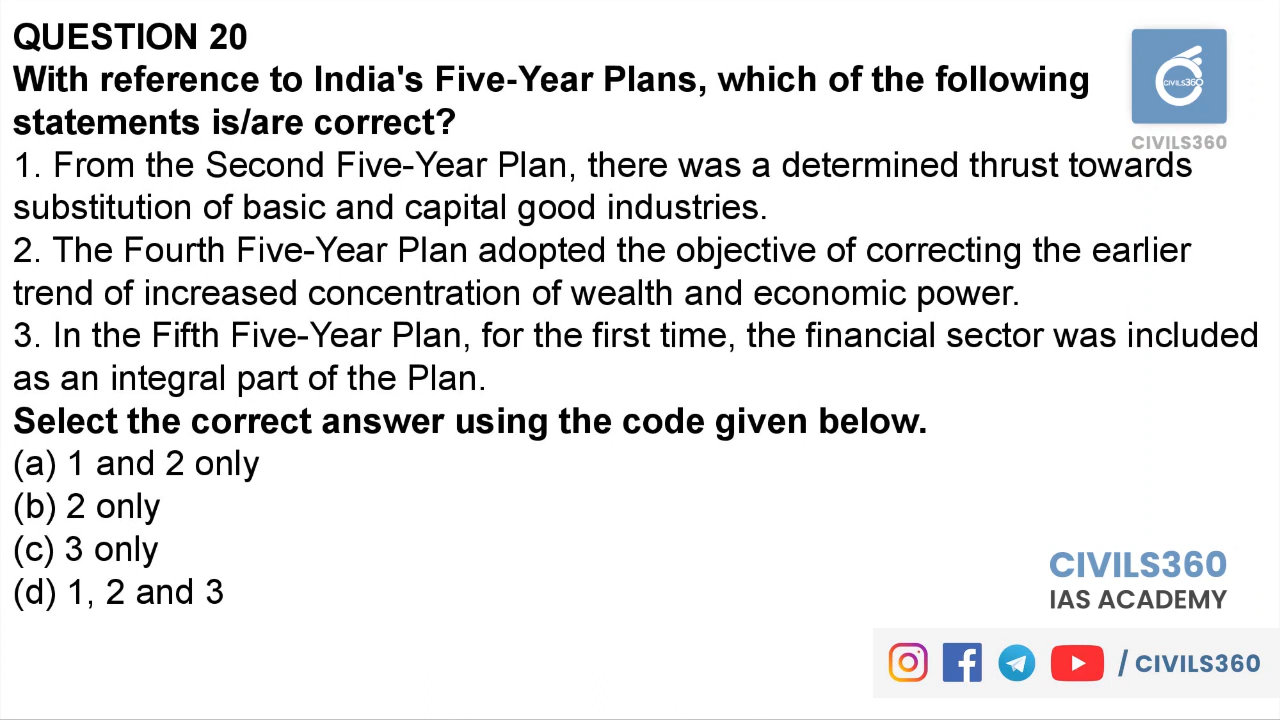 QUESTION 20
With reference to India's Five-Year Plans, which of the following
statements is/are correct?
1. From the Second Five-Year Plan, there was a determined thrust towards
substitution of basic and capital good industries.
2. The Fourth Five-Year Plan adopted the objective of correcting the earlier
trend of increased concentration of wealth and economic power.
3. In the Fifth Five-Year Plan, for the first time, the financial sector was included
as an integral part of the Plan.
Select the correct answer using the code given below.
(a) 1 and 2 only
(b) 2 only
(c) 3 only
(d) 1, 2 and 3
CIVILS360
CIVILS360
CIVILS360
IAS ACADEMY
/ CIVILS360